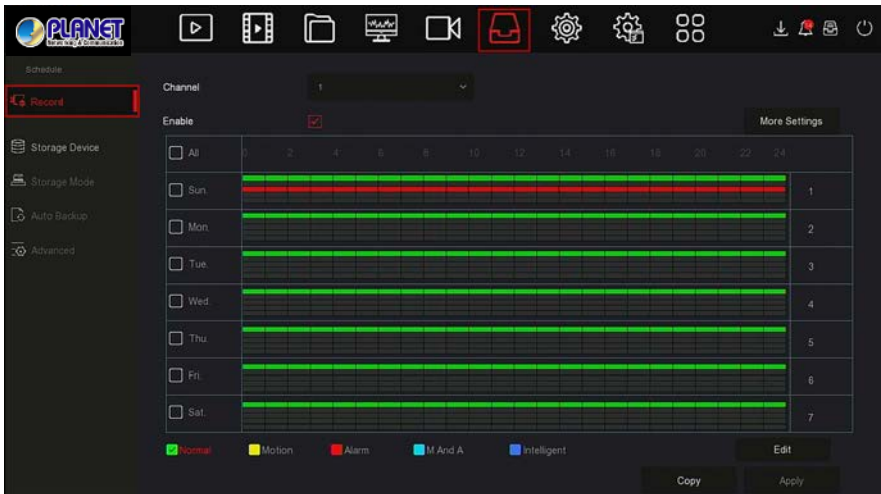 PLANET
Networking & Communication
Schedule
Record
Storage Device
Storage Mode
Auto Backup
Advanced
Channel 1
Enable More Settings
All 0 2 4 6 8 10 12 14 16 18 20 22 24
Sun. 1
Mon. 2
Tue. 3
Wed. 4
Thu. 5
Fri. 6
Sat. 7
Normal Motion Alarm M And A Intelligent Edit
Copy Apply